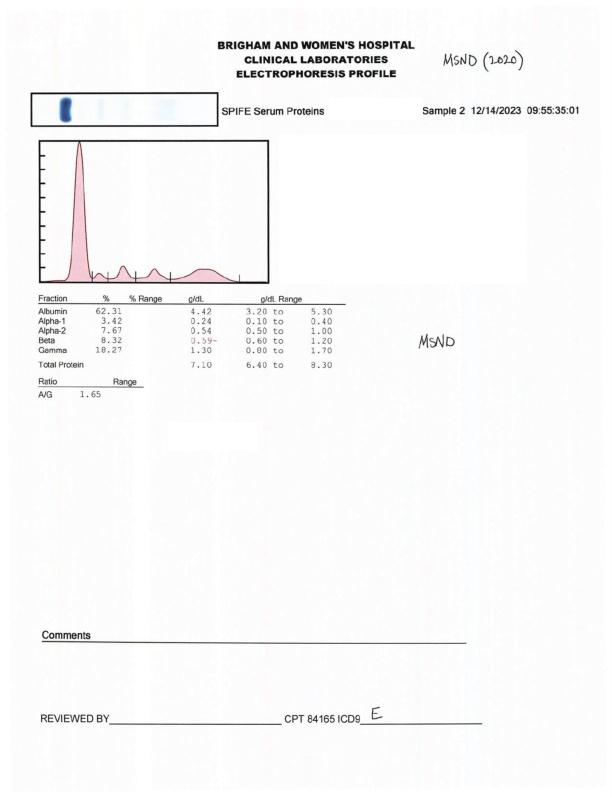 BRIGHAM AND WOMEN'S HOSPITAL
CLINICAL LABORATORIES
ELECTROPHORESIS PROFILE
MSND (2020)
SPIFE Serum Proteins
Sample 2 12/14/2023 09:55:35:01
Fraction % % Range g/dL g/dL Range
Albumin 62.31 4.42 3.20 to 5.30
Alpha-1 3.42 0.24 0.10 to 0.40
Alpha-2 7.67 0.54 0.50 to 1.00
Beta 8.32 0.59- 0.60 to 1.20
Gamma 18.27 1.30 0.80 to 1.70
MSND
Total Protein 7.10 6.40 to 8.30
Ratio Range
A/G 1.65
Comments
REVIEWED BY CPT 84165 ICD9 E